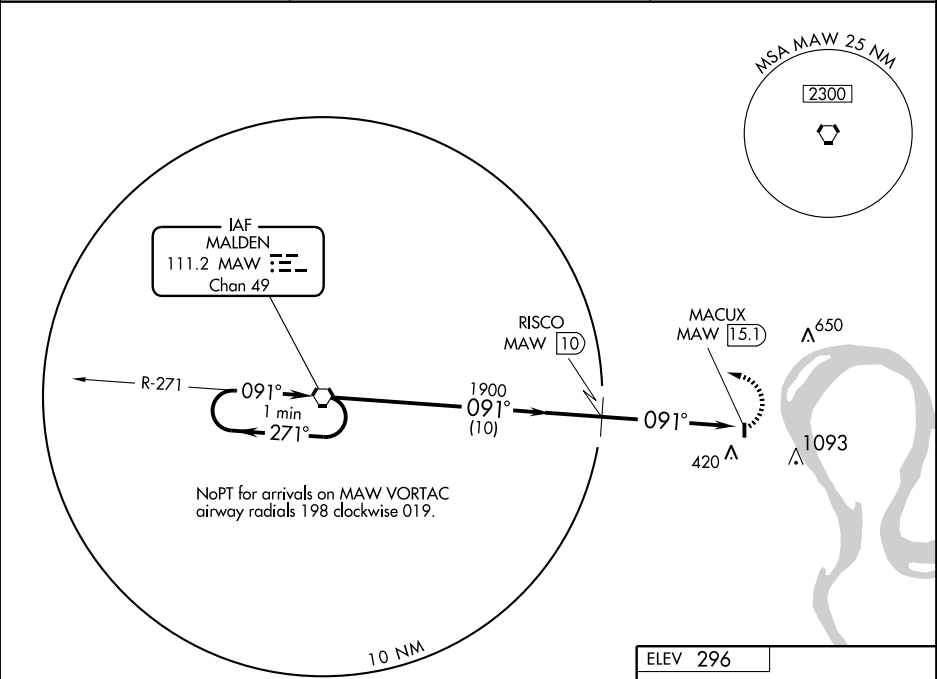 MSA MAW 25 NM
2300
IAF
MALDEN
111.2 MAW
Chan 49
RISCO
MAW 10
MACUX
MAW 15.1
650
R-271
091°
1 min
271°
1900
091°
(10)
091°
420
1093
NoPT for arrivals on MAW VORTAC
airway radials 198 clockwise 019.
10 NM
ELEV 296